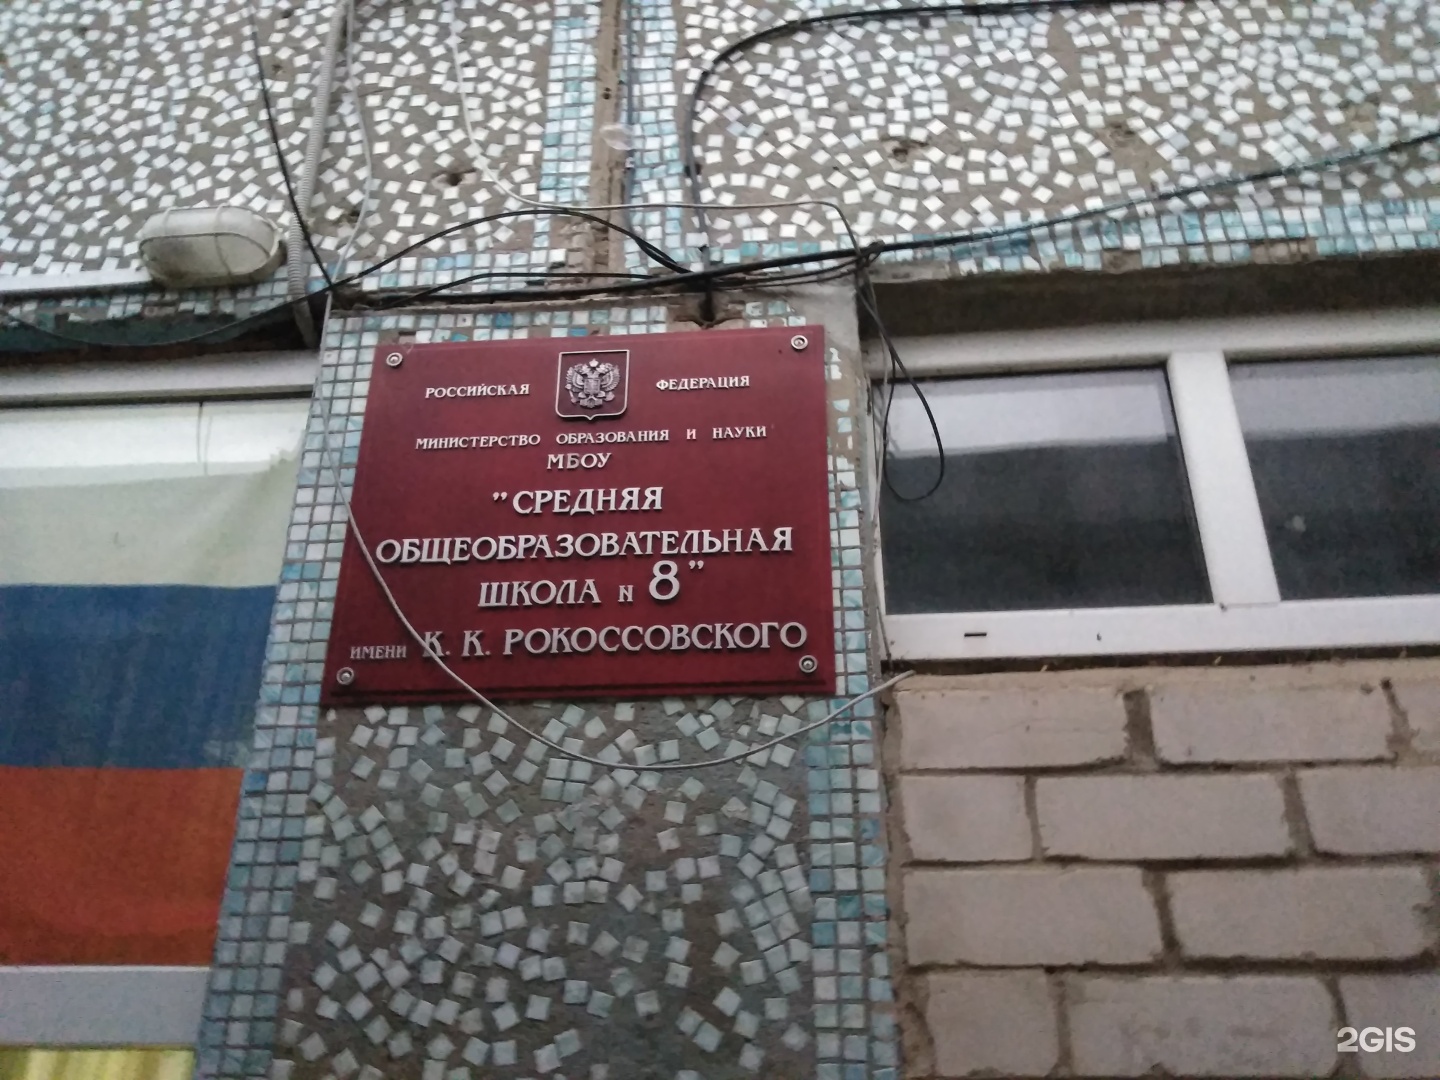 РОССИЙСКАЯ ФЕДЕРАЦИЯ
МИНИСТЕРСТВО ОБРАЗОВАНИЯ И НАУКИ
МБОУ
"СРЕДНЯЯ
ОБЩЕОБРАЗОВАТЕЛЬНАЯ
ШКОЛА N 8"
ИМЕНИ К. К. РОКОССОВСКОГО
2GIS